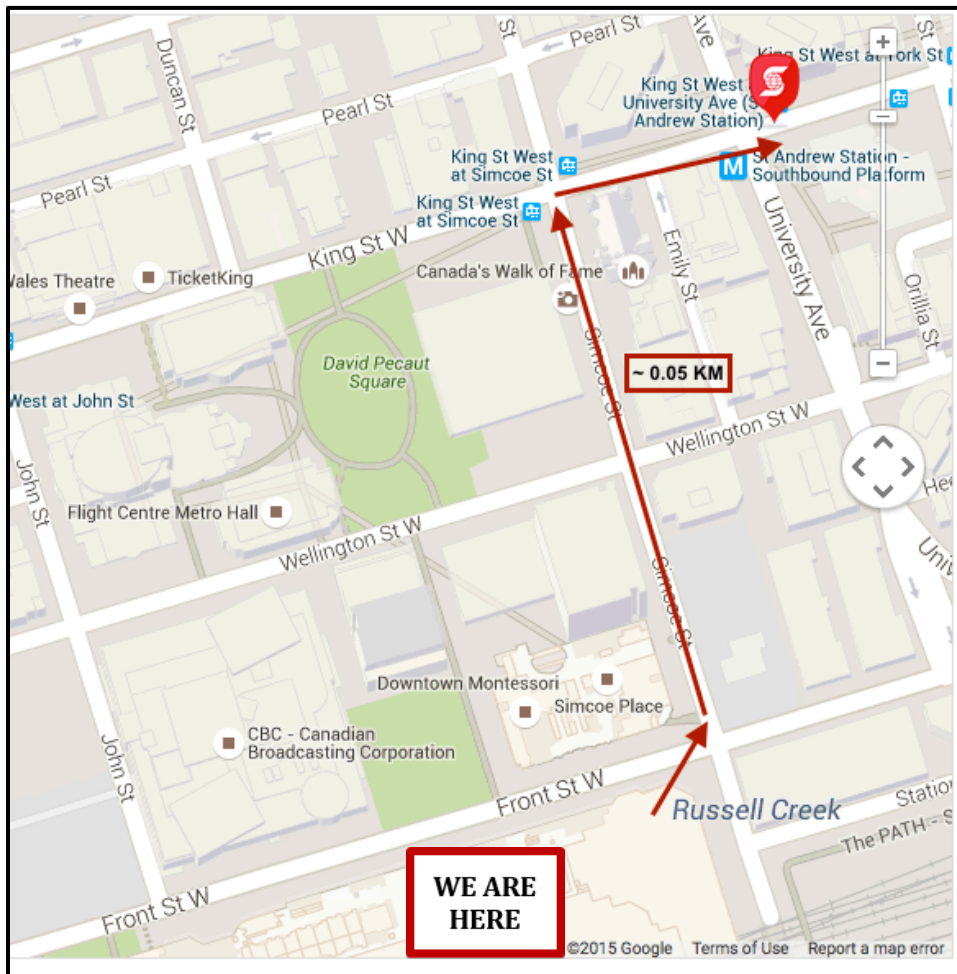 St
Pearl St
Ave
King St West at York St
St
Duncan St
Pearl St
King St West
University Ave (S
Andrew Station)
King St West
at Simcoe St
M
St Andrew Station -
Southbound Platform
Pearl St
King St West
at Simcoe St
King St W
Emily St
University Ave
Orillia St
Wales Theatre
TicketKing
Canada's Walk of Fame
David Pecaut
Square
Simcoe St
~ 0.05 KM
West at John St
Wellington St W
John St
Flight Centre Metro Hall
Hee
Wellington St W
Univ
Simcoe St
Downtown Montessori
Simcoe Place
CBC - Canadian
Broadcasting Corporation
John St
Front St W
Russell Creek
Station
The PATH - S
WE ARE
HERE
Front St W
©2015 Google
Terms of Use
Report a map error